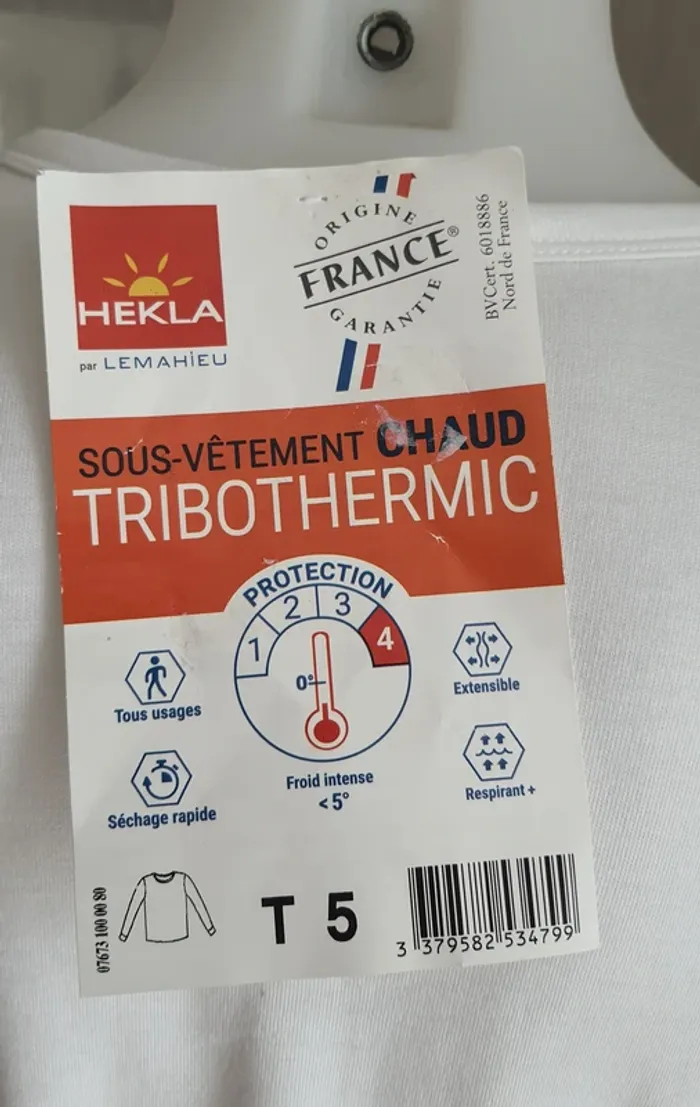 HEKLA
par LEMAHIEU
ORIGINE
FRANCE®
GARANTIE
BVCert. 6018886
Nord de France
SOUS-VÊTEMENT CHAUD
TRIBOTHERMIC
PROTECTION
1 2 3 4
0°
Froid intense
< 5°
Tous usages
Séchage rapide
Extensible
Respirant +
07673 100 00 80
T 5
3 379582 534799